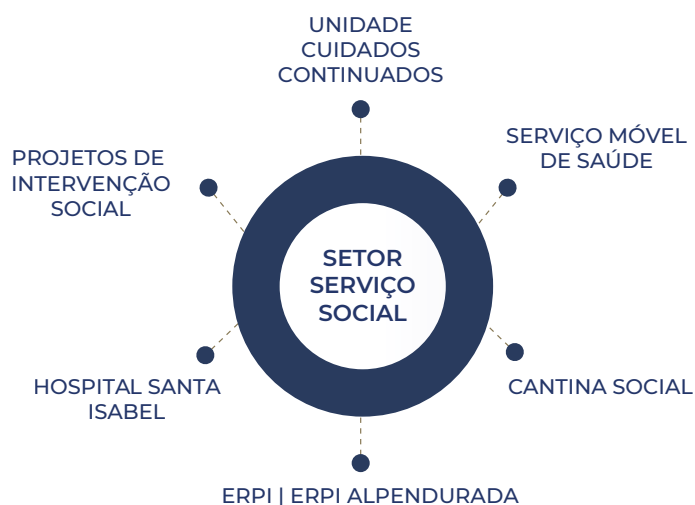 UNIDADE
CUIDADOS
CONTINUADOS
SERVIÇO MÓVEL
DE SAÚDE
PROJETOS DE
INTERVENÇÃO
SOCIAL
SETOR
SERVIÇO
SOCIAL
HOSPITAL SANTA
ISABEL
CANTINA SOCIAL
ERPI | ERPI ALPENDURADA